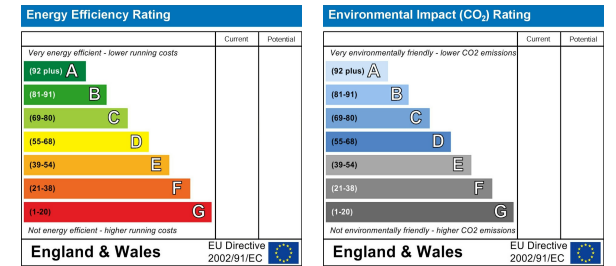 Energy Efficiency Rating
Current Potential
Very energy efficient - lower running costs
(92 plus) A
(81-91) B
(69-80) C
(55-68) D
(39-54) E
(21-38) F
(1-20) G
Not energy efficient - higher running costs
England & Wales
EU Directive
2002/91/EC
Environmental Impact (CO₂) Rating
Current Potential
Very environmentally friendly - lower CO2 emissions
(92 plus) A
(81-91) B
(69-80) C
(55-68) D
(39-54) E
(21-38) F
(1-20) G
Not environmentally friendly - higher CO2 emissions
England & Wales
EU Directive
2002/91/EC